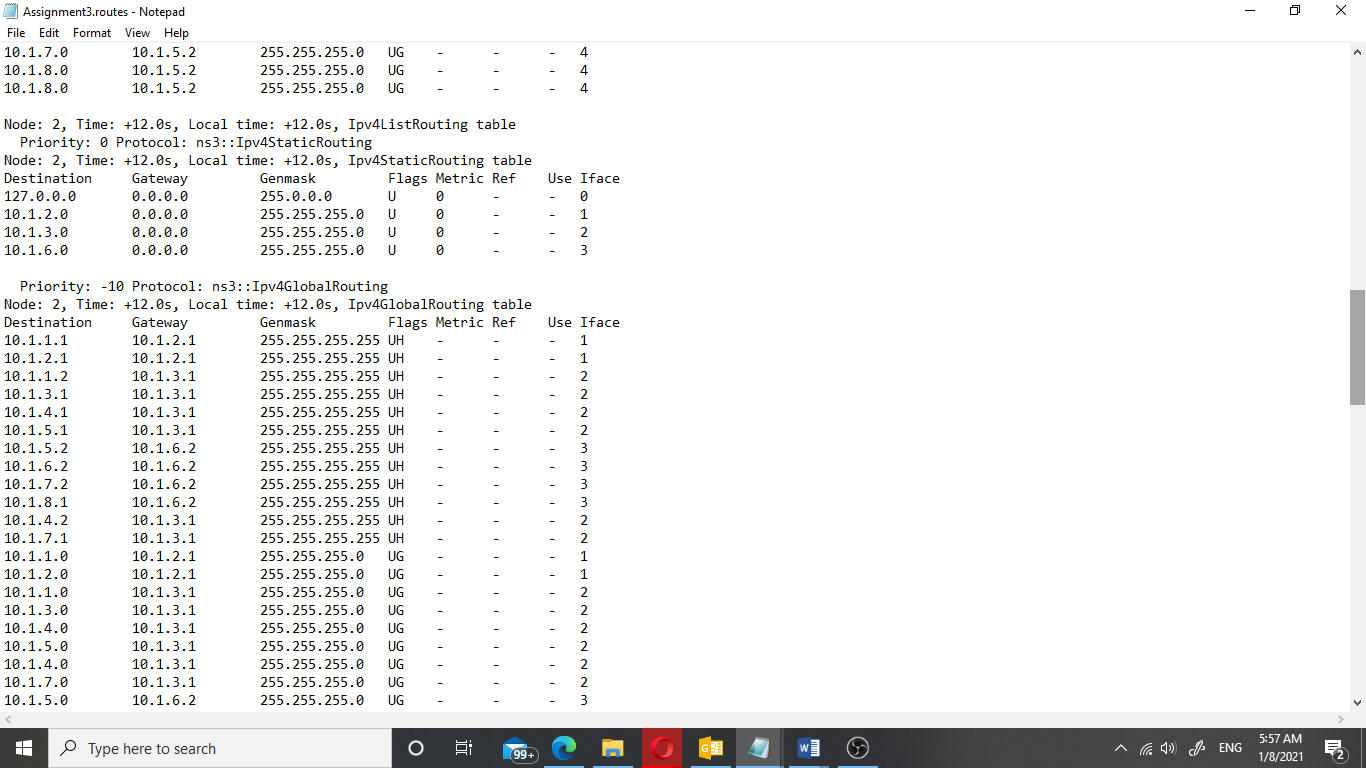 Assignment3.routes - Notepad
File Edit Format View Help
10.1.7.0 10.1.5.2 255.255.255.0 UG - - - 4
10.1.8.0 10.1.5.2 255.255.255.0 UG - - - 4
10.1.8.0 10.1.5.2 255.255.255.0 UG - - - 4
Node: 2, Time: +12.0s, Local time: +12.0s, Ipv4ListRouting table
Priority: 0 Protocol: ns3::Ipv4StaticRouting
Node: 2, Time: +12.0s, Local time: +12.0s, Ipv4StaticRouting table
Destination Gateway Genmask Flags Metric Ref Use Iface
127.0.0.0 0.0.0.0 255.0.0.0 U 0 - - 0
10.1.2.0 0.0.0.0 255.255.255.0 U 0 - - 1
10.1.3.0 0.0.0.0 255.255.255.0 U 0 - - 2
10.1.6.0 0.0.0.0 255.255.255.0 U 0 - - 3
Priority: -10 Protocol: ns3::Ipv4GlobalRouting
Node: 2, Time: +12.0s, Local time: +12.0s, Ipv4GlobalRouting table
Destination Gateway Genmask Flags Metric Ref Use Iface
10.1.1.1 10.1.2.1 255.255.255.255 UH - - - 1
10.1.2.1 10.1.2.1 255.255.255.255 UH - - - 1
10.1.1.2 10.1.3.1 255.255.255.255 UH - - - 2
10.1.3.1 10.1.3.1 255.255.255.255 UH - - - 2
10.1.4.1 10.1.3.1 255.255.255.255 UH - - - 2
10.1.5.1 10.1.3.1 255.255.255.255 UH - - - 2
10.1.5.2 10.1.6.2 255.255.255.255 UH - - - 3
10.1.6.2 10.1.6.2 255.255.255.255 UH - - - 3
10.1.7.2 10.1.6.2 255.255.255.255 UH - - - 3
10.1.8.1 10.1.6.2 255.255.255.255 UH - - - 3
10.1.4.2 10.1.3.1 255.255.255.255 UH - - - 2
10.1.7.1 10.1.3.1 255.255.255.255 UH - - - 2
10.1.1.0 10.1.2.1 255.255.255.0 UG - - - 1
10.1.2.0 10.1.2.1 255.255.255.0 UG - - - 1
10.1.1.0 10.1.3.1 255.255.255.0 UG - - - 2
10.1.3.0 10.1.3.1 255.255.255.0 UG - - - 2
10.1.4.0 10.1.3.1 255.255.255.0 UG - - - 2
10.1.5.0 10.1.3.1 255.255.255.0 UG - - - 2
10.1.4.0 10.1.3.1 255.255.255.0 UG - - - 2
10.1.7.0 10.1.3.1 255.255.255.0 UG - - - 2
10.1.5.0 10.1.6.2 255.255.255.0 UG - - - 3
Type here to search 99+ ENG 5:57 AM
1/8/2021 2